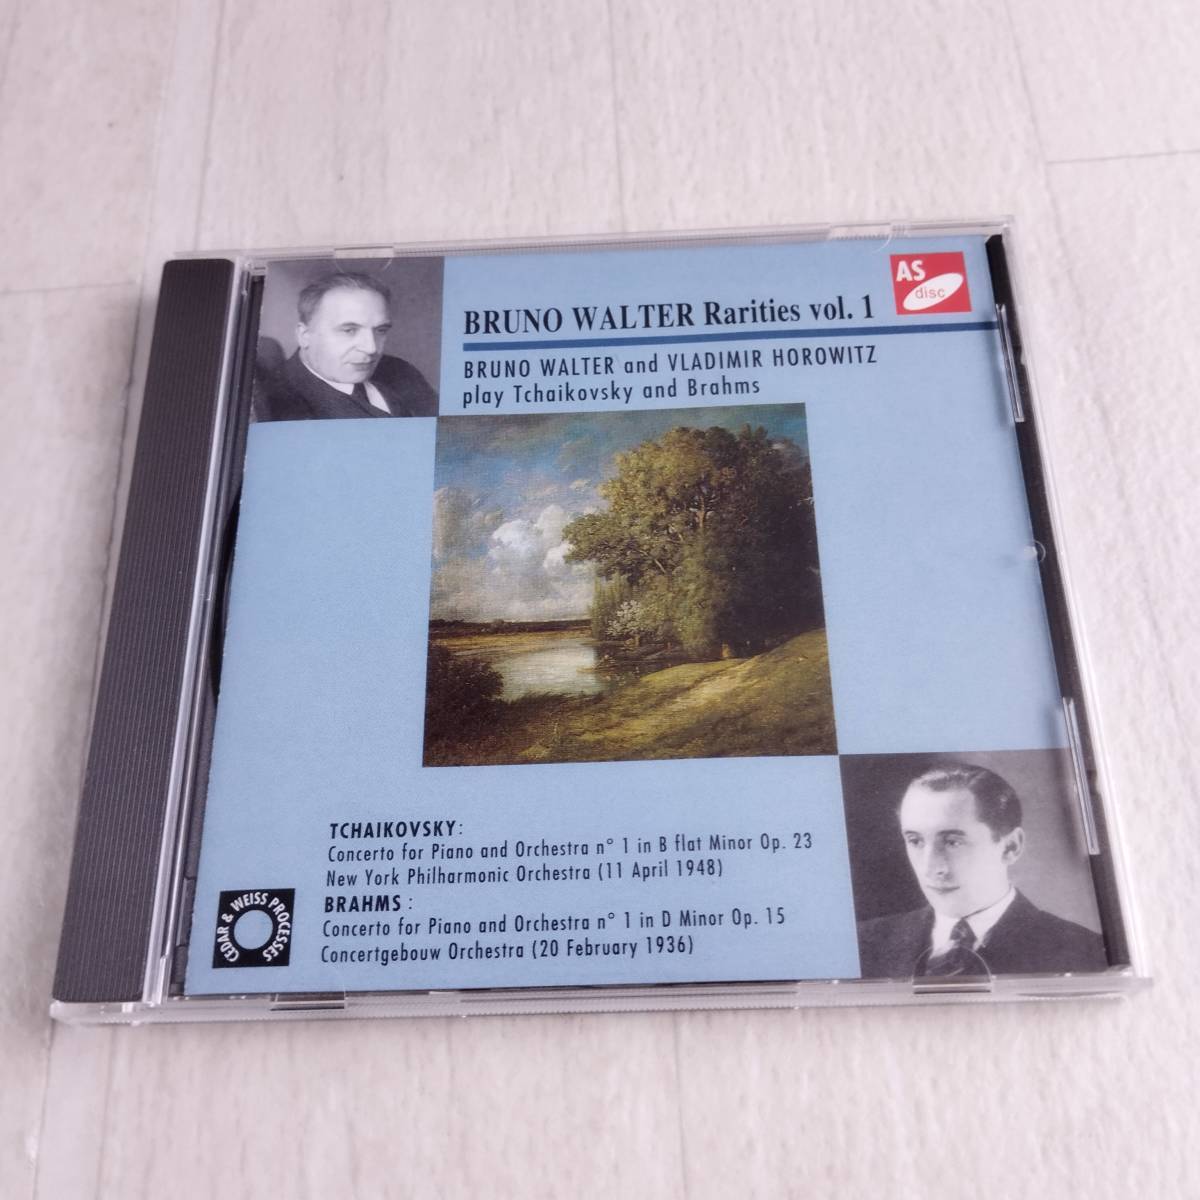 AS
disc
BRUNO WALTER Rarities vol. 1
BRUNO WALTER and VLADIMIR HOROWITZ
play Tchaikovsky and Brahms
TCHAIKOVSKY:
Concerto for Piano and Orchestra n° 1 in B flat Minor Op. 23
New York Philharmonic Orchestra (11 April 1948)
BRAHMS :
Concerto for Piano and Orchestra n° 1 in D Minor Op. 15
Concertgebouw Orchestra (20 February 1936)
CEDAR & WEISS PROCESSES